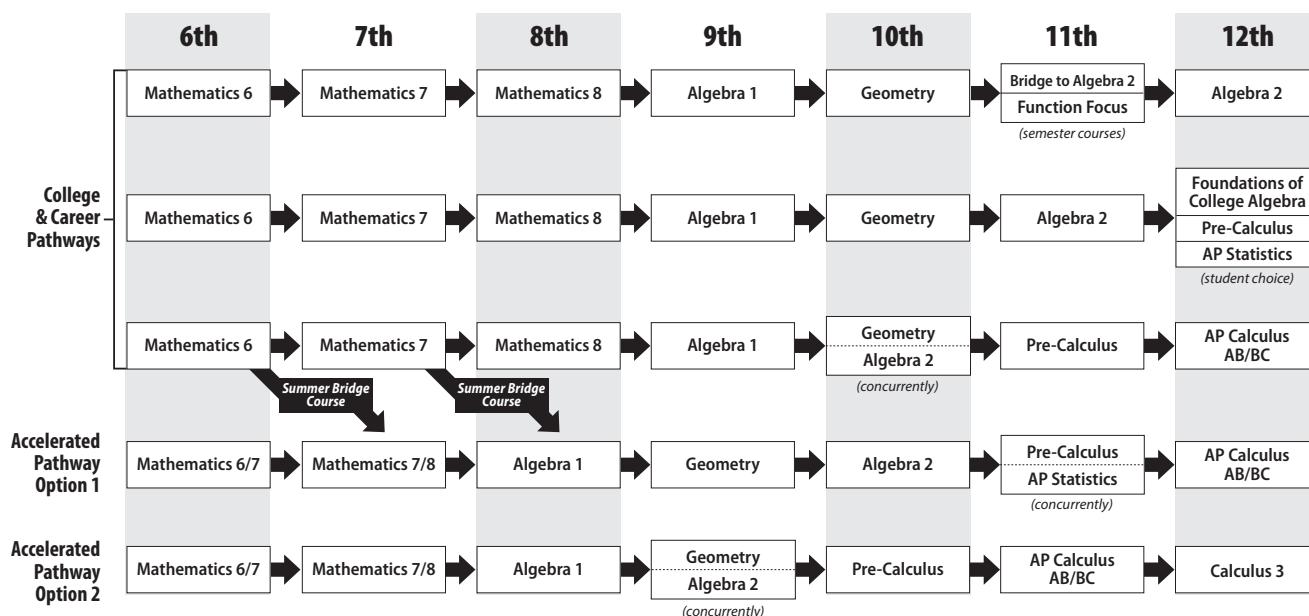 6th 7th 8th 9th 10th 11th 12th
College
& Career
Pathways
Mathematics 6
Mathematics 7
Mathematics 8
Algebra 1
Geometry
Bridge to Algebra 2
Function Focus
(semester courses)
Algebra 2
Mathematics 6
Mathematics 7
Mathematics 8
Algebra 1
Geometry
Algebra 2
Foundations of
College Algebra
Pre-Calculus
AP Statistics
(student choice)
Mathematics 6
Mathematics 7
Mathematics 8
Algebra 1
Geometry
Algebra 2
(concurrently)
Pre-Calculus
AP Calculus
AB/BC
Summer Bridge
Course
Summer Bridge
Course
Accelerated
Pathway
Option 1
Mathematics 6/7
Mathematics 7/8
Algebra 1
Geometry
Algebra 2
Pre-Calculus
AP Statistics
(concurrently)
AP Calculus
AB/BC
Accelerated
Pathway
Option 2
Mathematics 6/7
Mathematics 7/8
Algebra 1
Geometry
Algebra 2
(concurrently)
Pre-Calculus
AP Calculus
AB/BC
Calculus 3